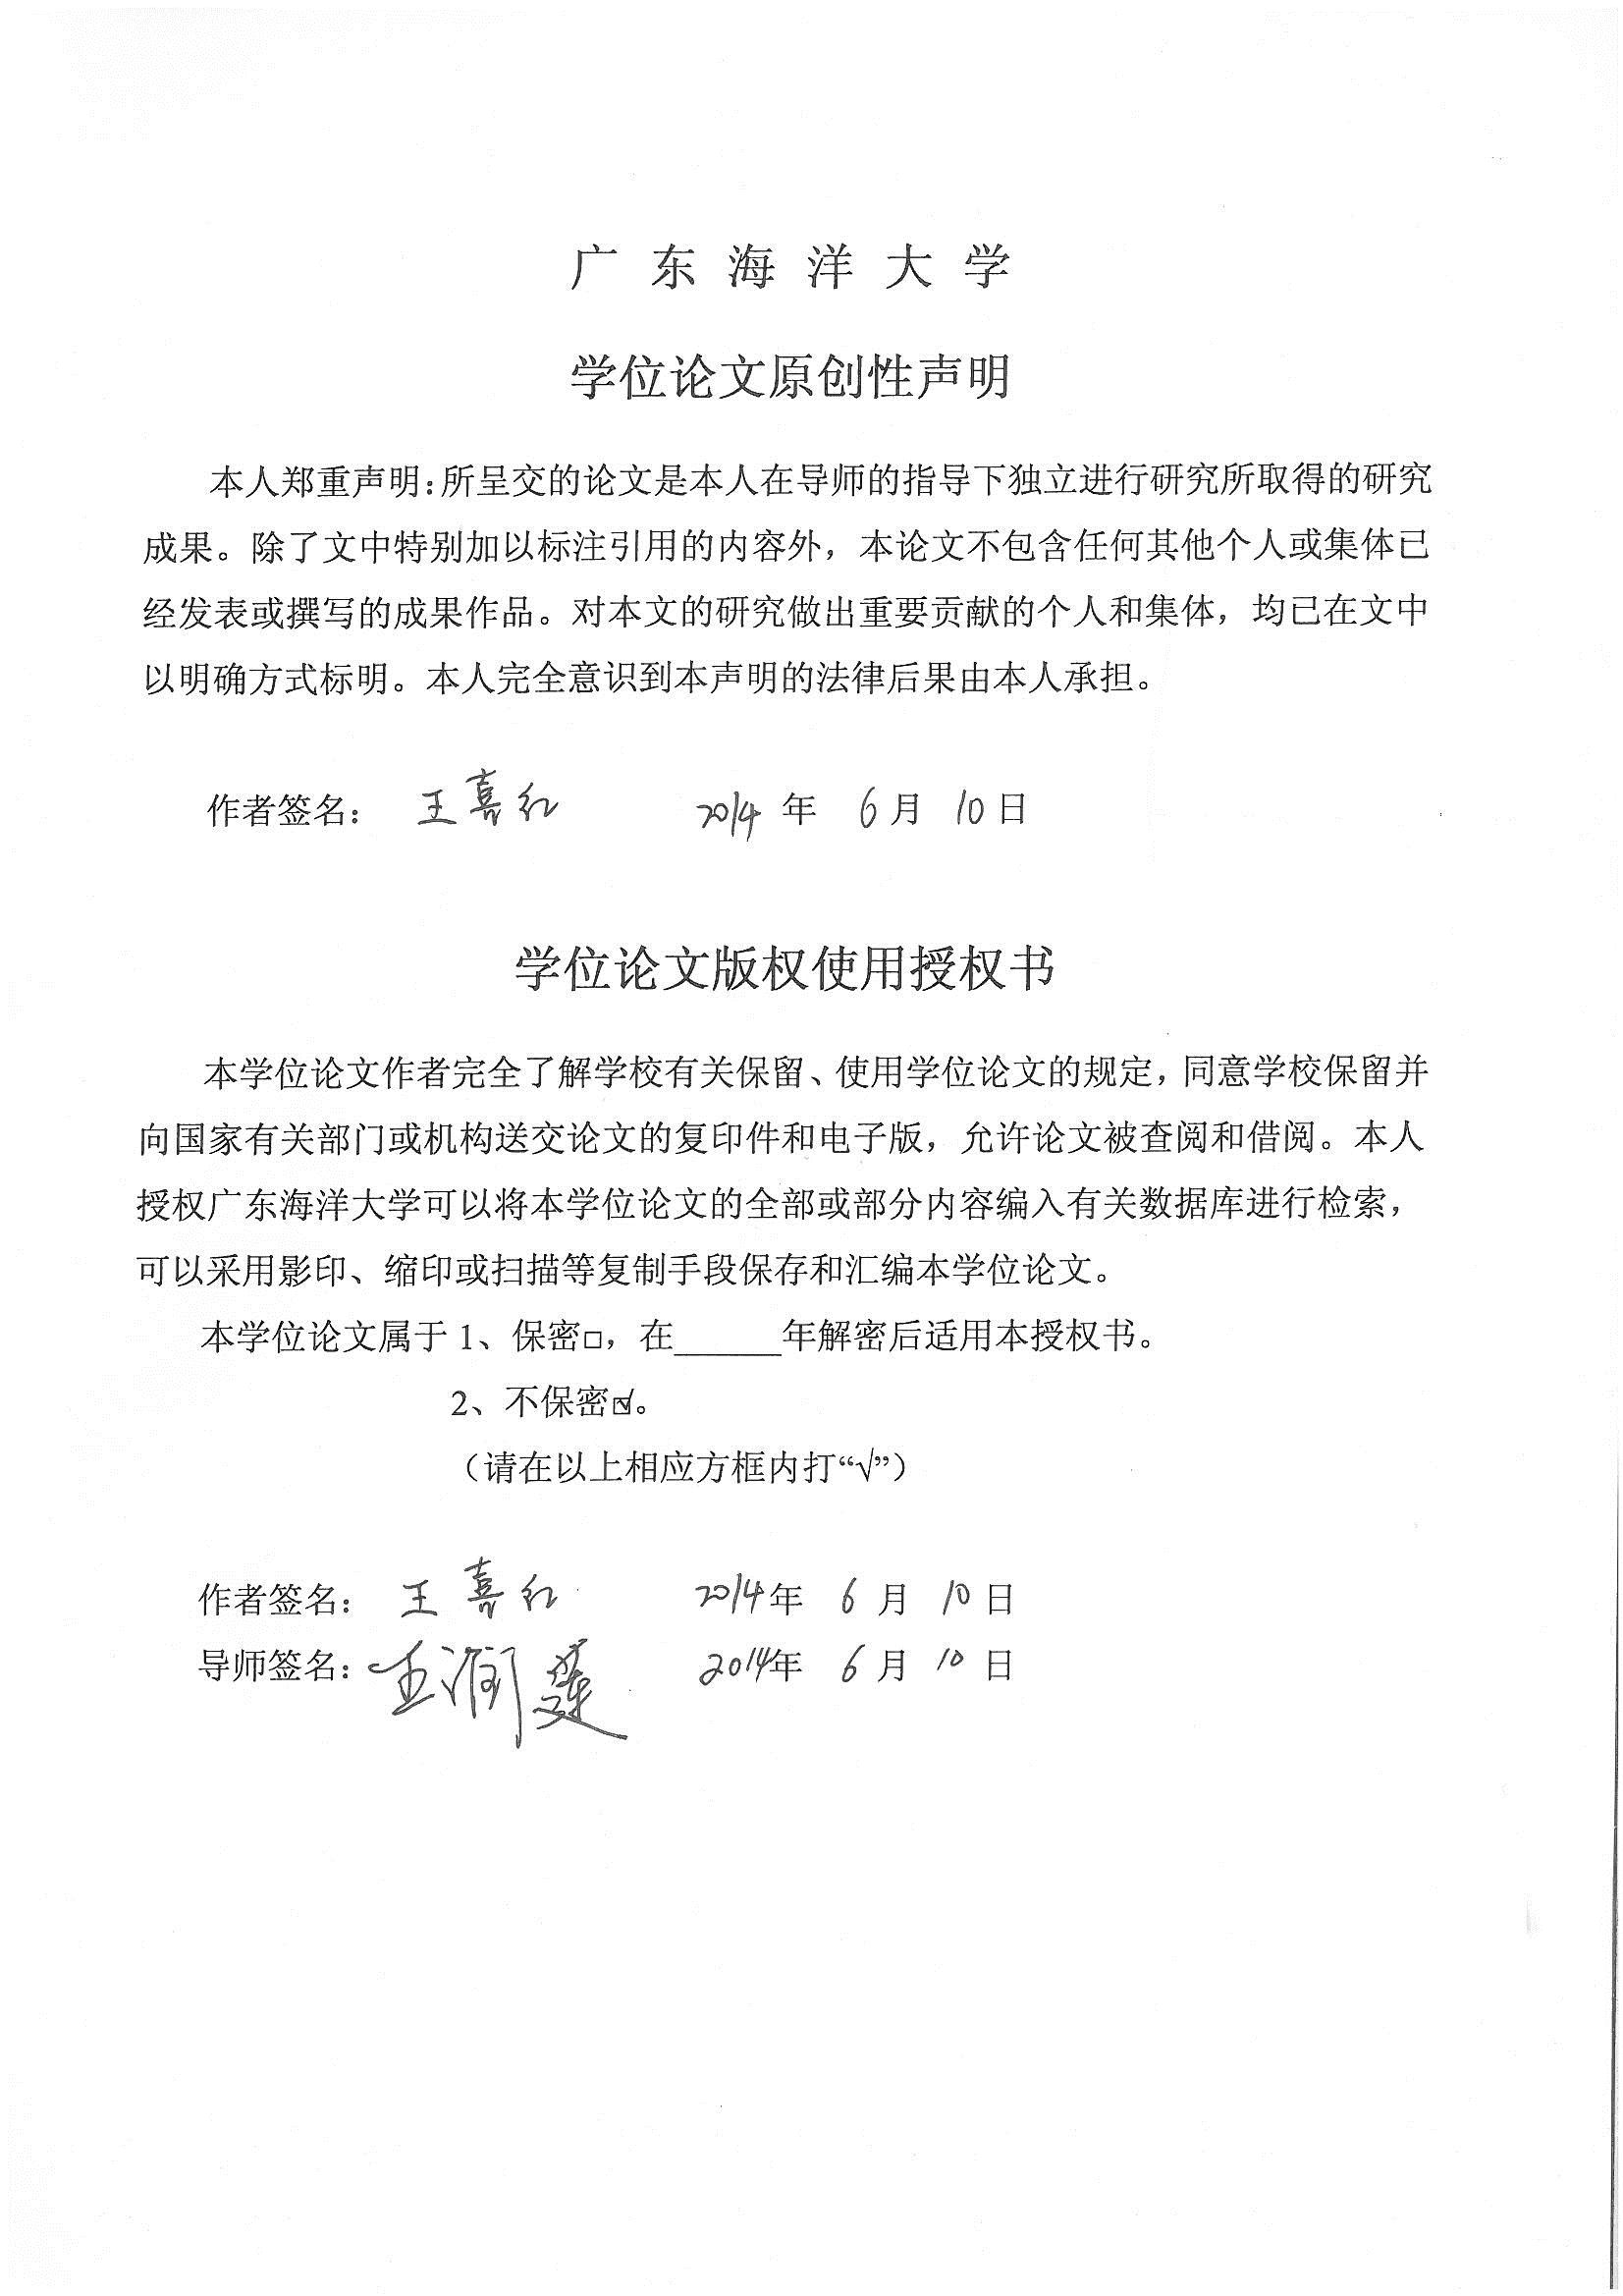 广东海洋大学
学位论文原创性声明
本人郑重声明：所呈交的论文是本人在导师的指导下独立进行研究所取得的研究
成果。除了文中特别加以标注引用的内容外，本论文不包含任何其他个人或集体已
经发表或撰写的成果作品。对本文的研究做出重要贡献的个人和集体，均已在文中
以明确方式标明。本人完全意识到本声明的法律后果由本人承担。
作者签名： 王喜红 2014 年 6 月 10 日
学位论文版权使用授权书
本学位论文作者完全了解学校有关保留、使用学位论文的规定，同意学校保留并
向国家有关部门或机构送交论文的复印件和电子版，允许论文被查阅和借阅。本人
授权广东海洋大学可以将本学位论文的全部或部分内容编入有关数据库进行检索，
可以采用影印、缩印或扫描等复制手段保存和汇编本学位论文。
本学位论文属于 1、保密□，在______年解密后适用本授权书。
2、不保密☑。
（请在以上相应方框内打“√”）
作者签名： 王喜红 2014年 6 月 10 日
导师签名： 王 2014年 6 月 10 日